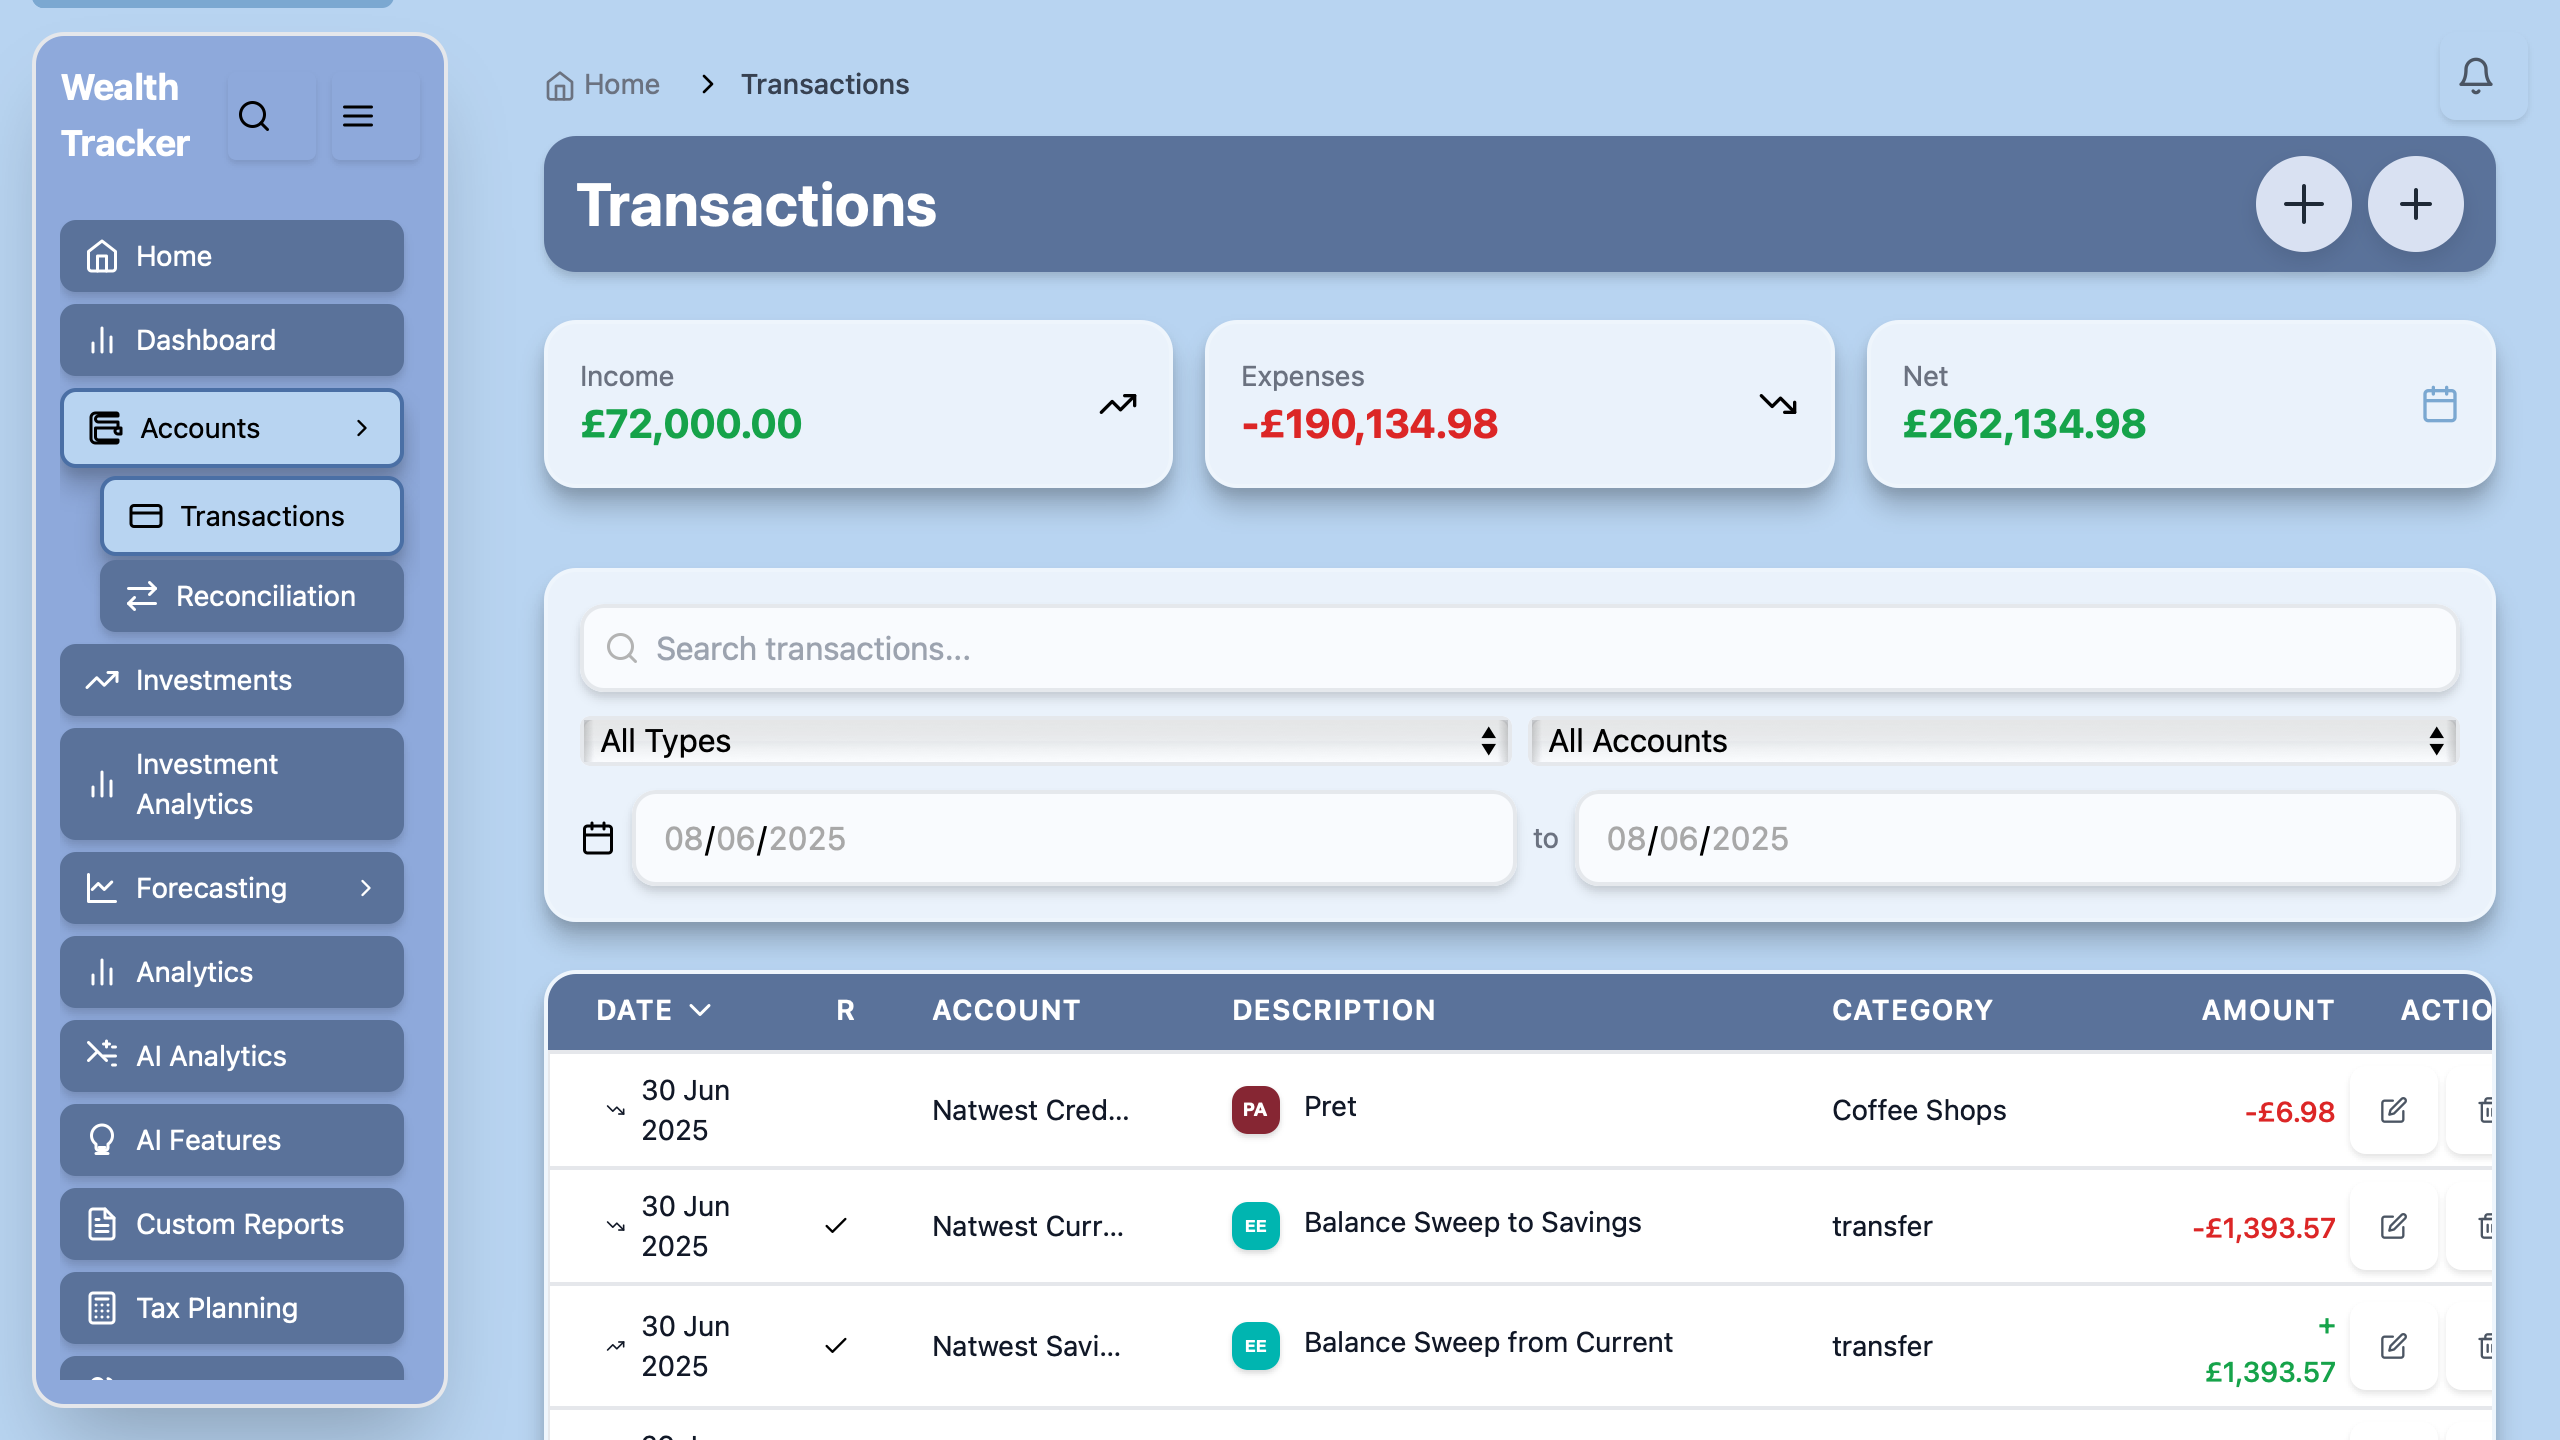 Wealth
Tracker
Home
Dashboard
Accounts
Transactions
Reconciliation
Investments
Investment
Analytics
Forecasting
Analytics
AI Analytics
AI Features
Custom Reports
Tax Planning
Home
Transactions
Transactions
Income
£72,000.00
Expenses
-£190,134.98
Net
£262,134.98
Search transactions...
All Types
All Accounts
08/06/2025
to
08/06/2025
DATE R ACCOUNT DESCRIPTION CATEGORY AMOUNT ACTIO
30 Jun
2025
Natwest Cred...
PA
Pret
Coffee Shops
-£6.98
30 Jun
2025
Natwest Curr...
EE
Balance Sweep to Savings
transfer
-£1,393.57
30 Jun
2025
Natwest Savi...
EE
Balance Sweep from Current
transfer
+
£1,393.57